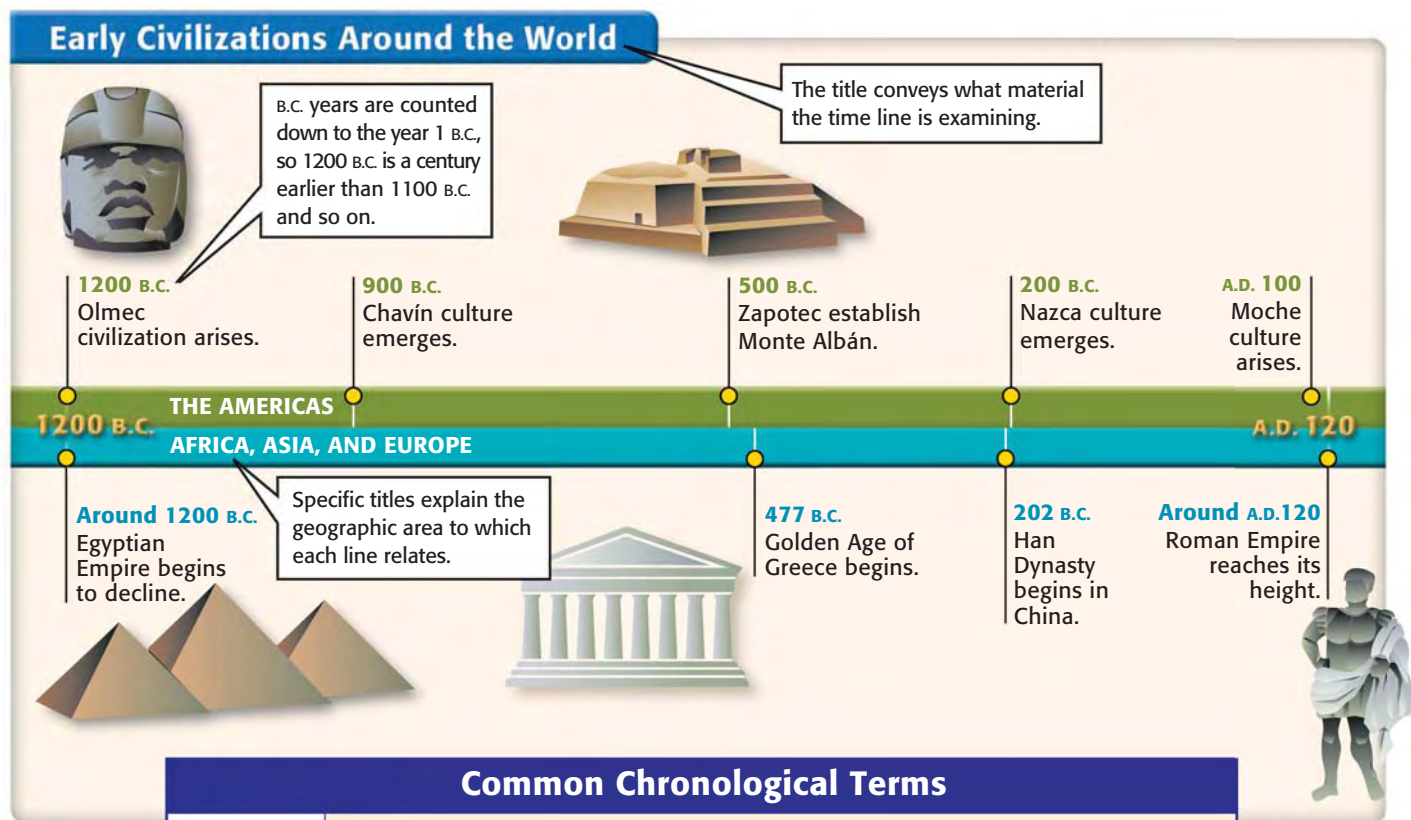 Early Civilizations Around the World
The title conveys what material
the time line is examining.
B.C. years are counted
down to the year 1 B.C.,
so 1200 B.C. is a century
earlier than 1100 B.C.
and so on.
1200 B.C.
Olmec
civilization arises.
900 B.C.
Chavín culture
emerges.
500 B.C.
Zapotec establish
Monte Albán.
200 B.C.
Nazca culture
emerges.
A.D. 100
Moche
culture
arises.
THE AMERICAS
1200 B.C.
A.D. 120
AFRICA, ASIA, AND EUROPE
Specific titles explain the
geographic area to which
each line relates.
Around 1200 B.C.
Egyptian
Empire begins
to decline.
477 B.C.
Golden Age of
Greece begins.
202 B.C.
Han
Dynasty
begins in
China.
Around A.D.120
Roman Empire
reaches its
height.
Common Chronological Terms